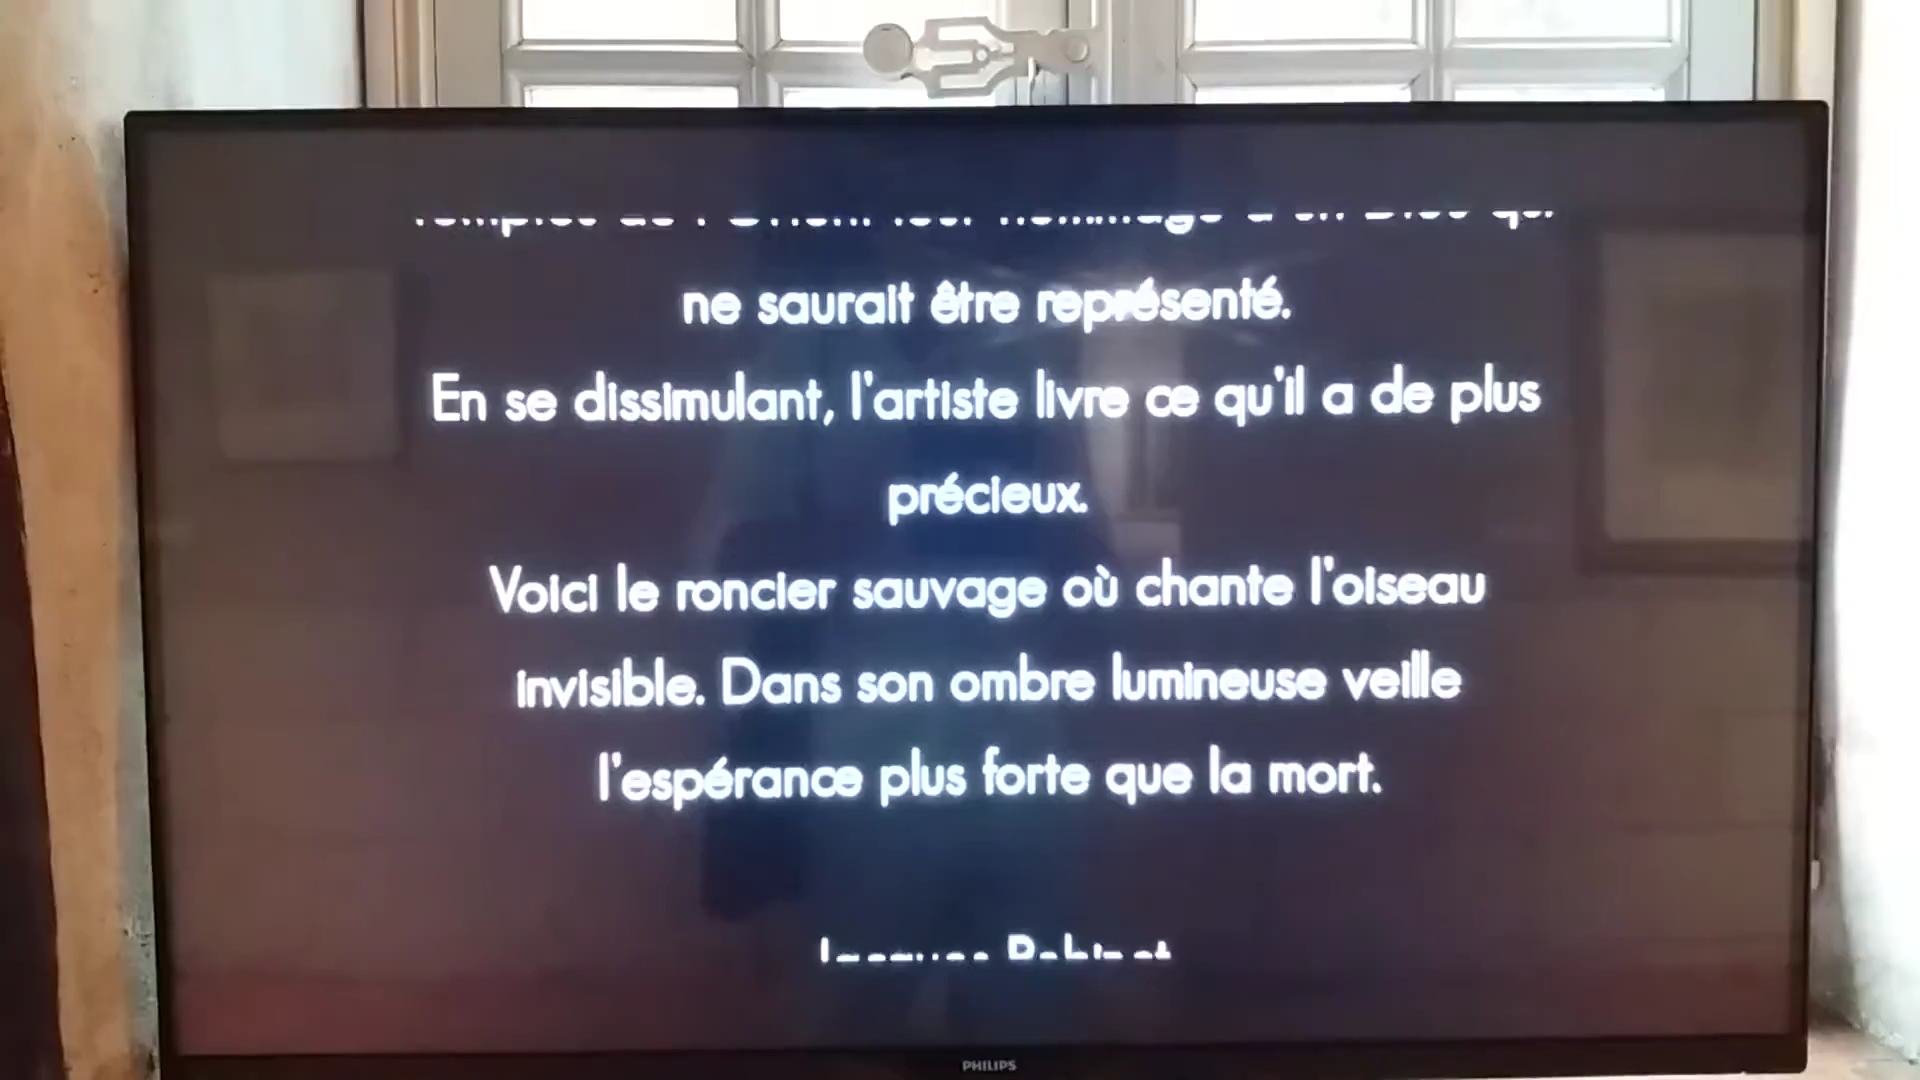 ne saurait être représenté.
En se dissimulant, l'artiste livre ce qu'il a de plus
précieux.
Voici le roncier sauvage où chante l'oiseau
invisible. Dans son ombre lumineuse veille
l'espérance plus forte que la mort.
PHILIPS